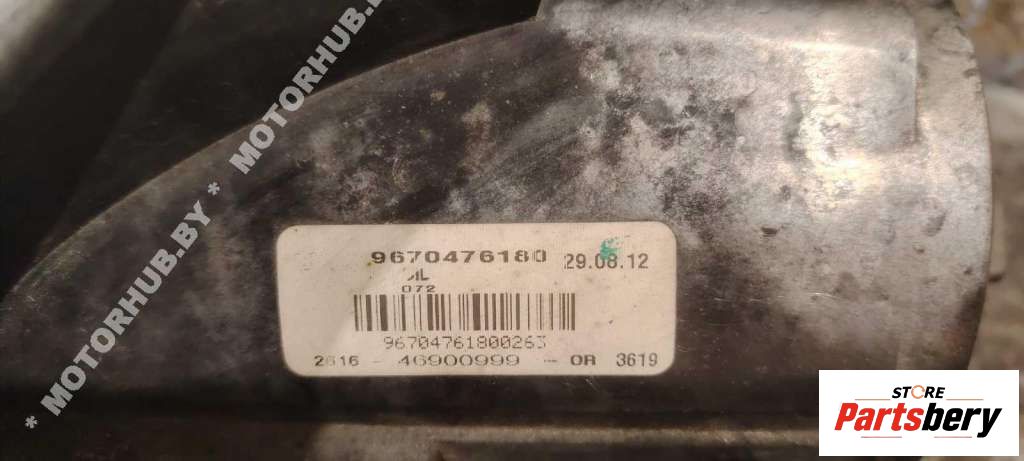 * MOTORHUB.BY * MOTORHUB.BY
9670476180 29.08.12
072
96704761800263
2616 - 46900999 - OR 3619
STORE
Partsbery